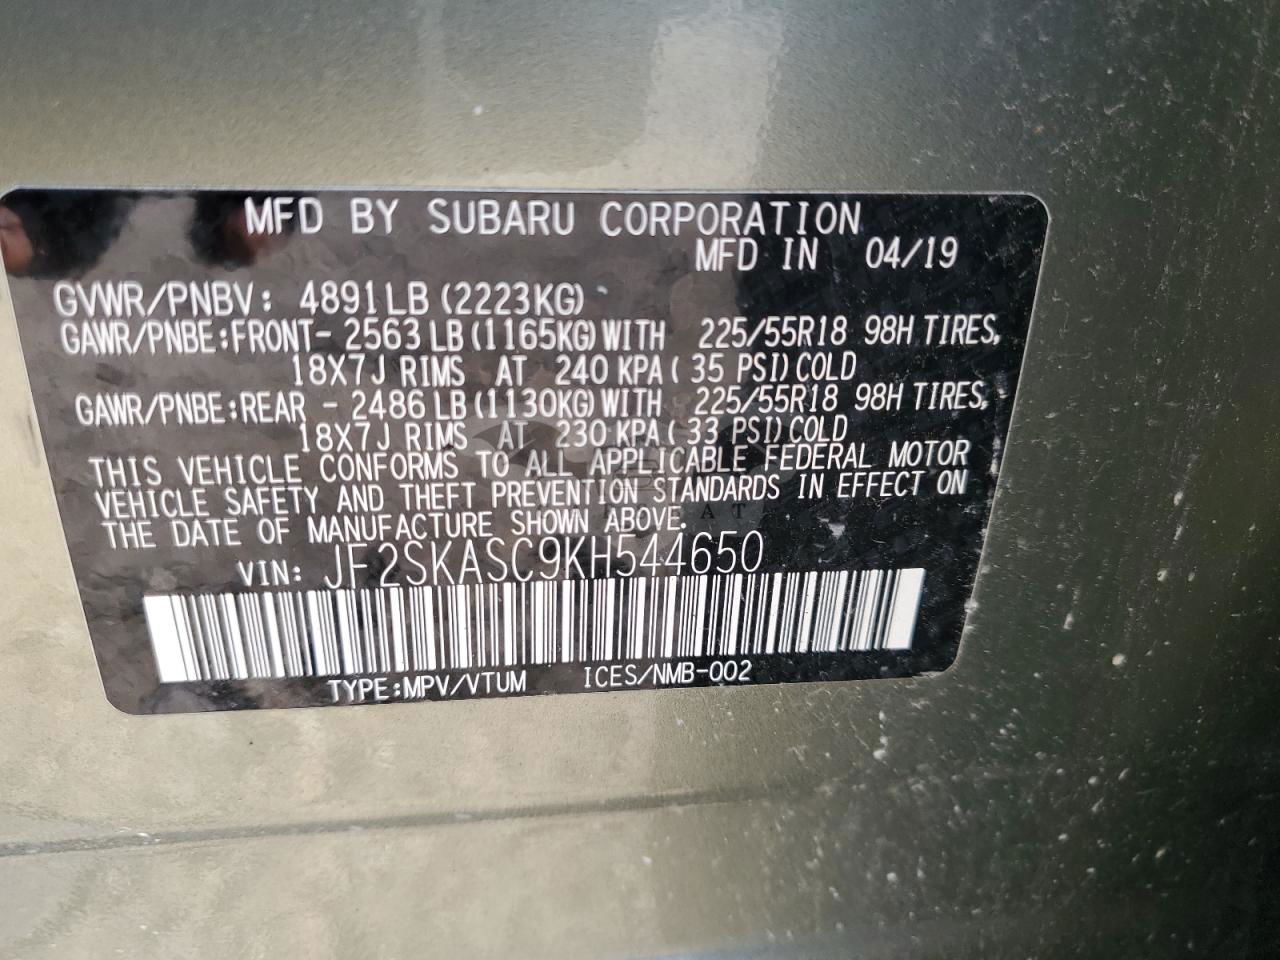 MFD BY SUBARU CORPORATION
MFD IN 04/19
GVWR/PNBV: 4891LB (2223KG)
GAWR/PNBE:FRONT- 2563 LB (1165KG) WITH 225/55R18 98H TIRES,
18X7J RIMS AT 240 KPA ( 35 PSI) COLD
GAWR/PNBE:REAR - 2486 LB (1130KG) WITH 225/55R18 98H TIRES,
18X7J RIMS AT 230 KPA ( 33 PSI) COLD
THIS VEHICLE CONFORMS TO ALL APPLICABLE FEDERAL MOTOR
VEHICLE SAFETY AND THEFT PREVENTION STANDARDS IN EFFECT ON
THE DATE OF MANUFACTURE SHOWN ABOVE.
VIN: JF2SKASC9KH544650
TYPE:MPV/VTUM ICES/NMB-002